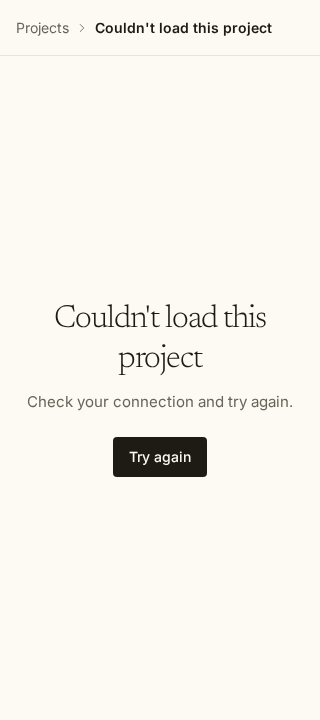 Projects > Couldn't load this project
Couldn't load this
project
Check your connection and try again.
Try again